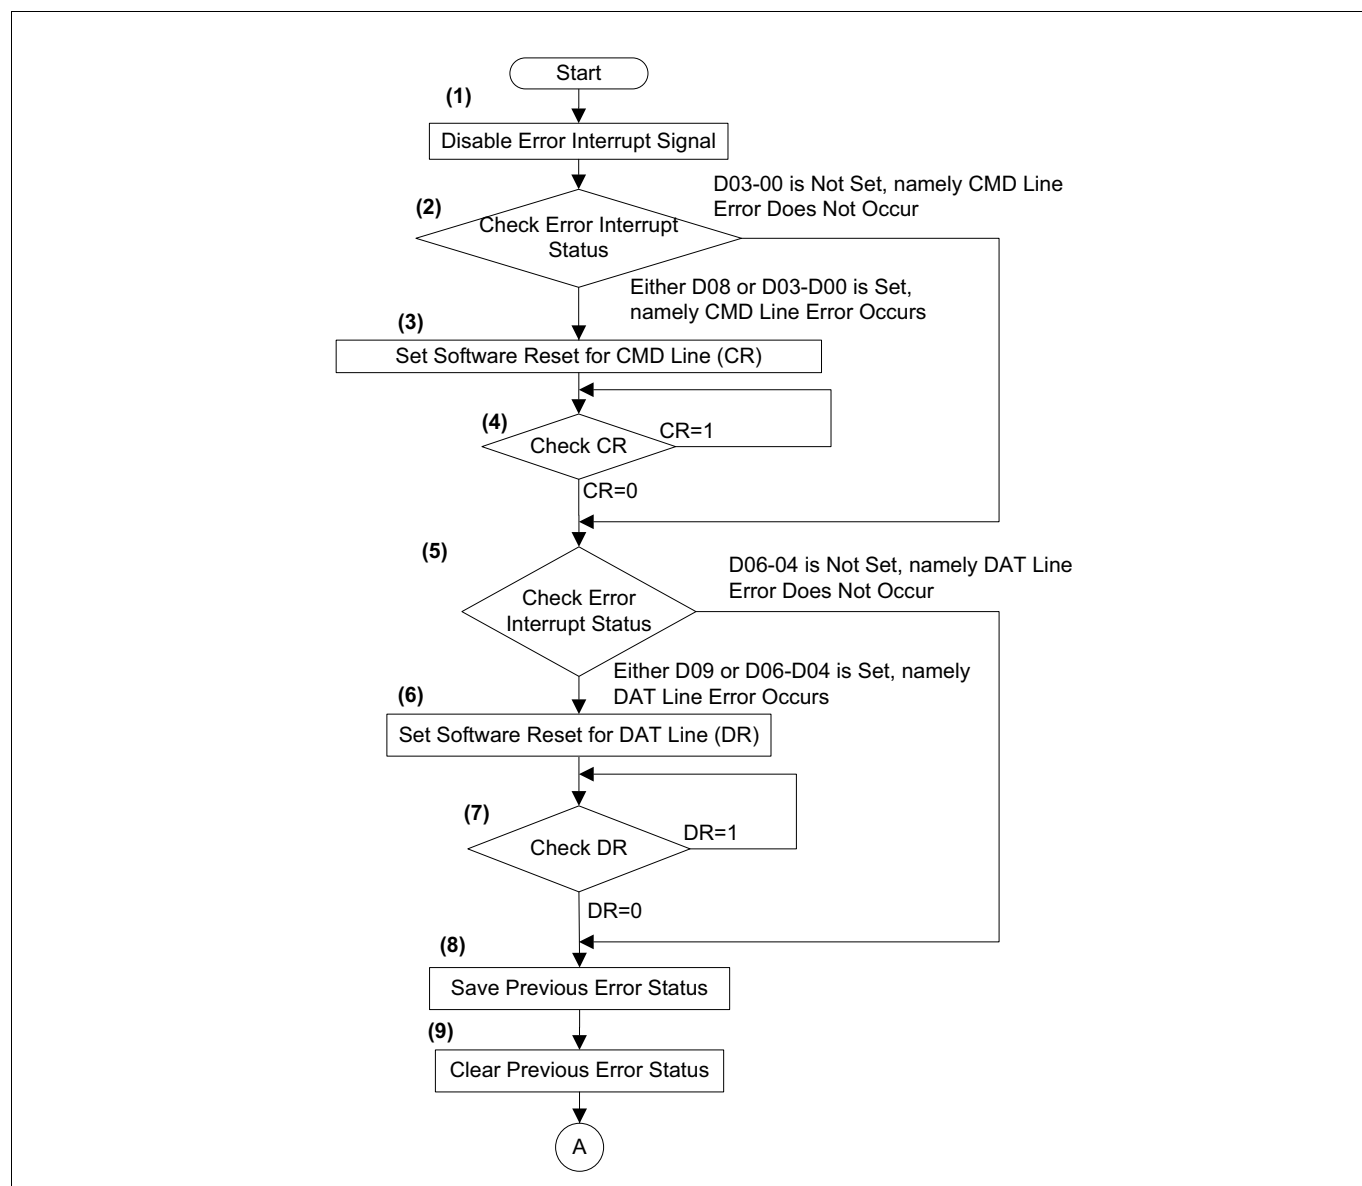 Start
(1)
Disable Error Interrupt Signal
D03-00 is Not Set, namely CMD Line
Error Does Not Occur
(2)
Check Error Interrupt
Status
Either D08 or D03-D00 is Set,
namely CMD Line Error Occurs
(3)
Set Software Reset for CMD Line (CR)
(4)
Check CR
CR=1
CR=0
(5)
D06-04 is Not Set, namely DAT Line
Error Does Not Occur
Check Error
Interrupt Status
Either D09 or D06-D04 is Set, namely
DAT Line Error Occurs
(6)
Set Software Reset for DAT Line (DR)
(7)
Check DR
DR=1
DR=0
(8)
Save Previous Error Status
(9)
Clear Previous Error Status
A